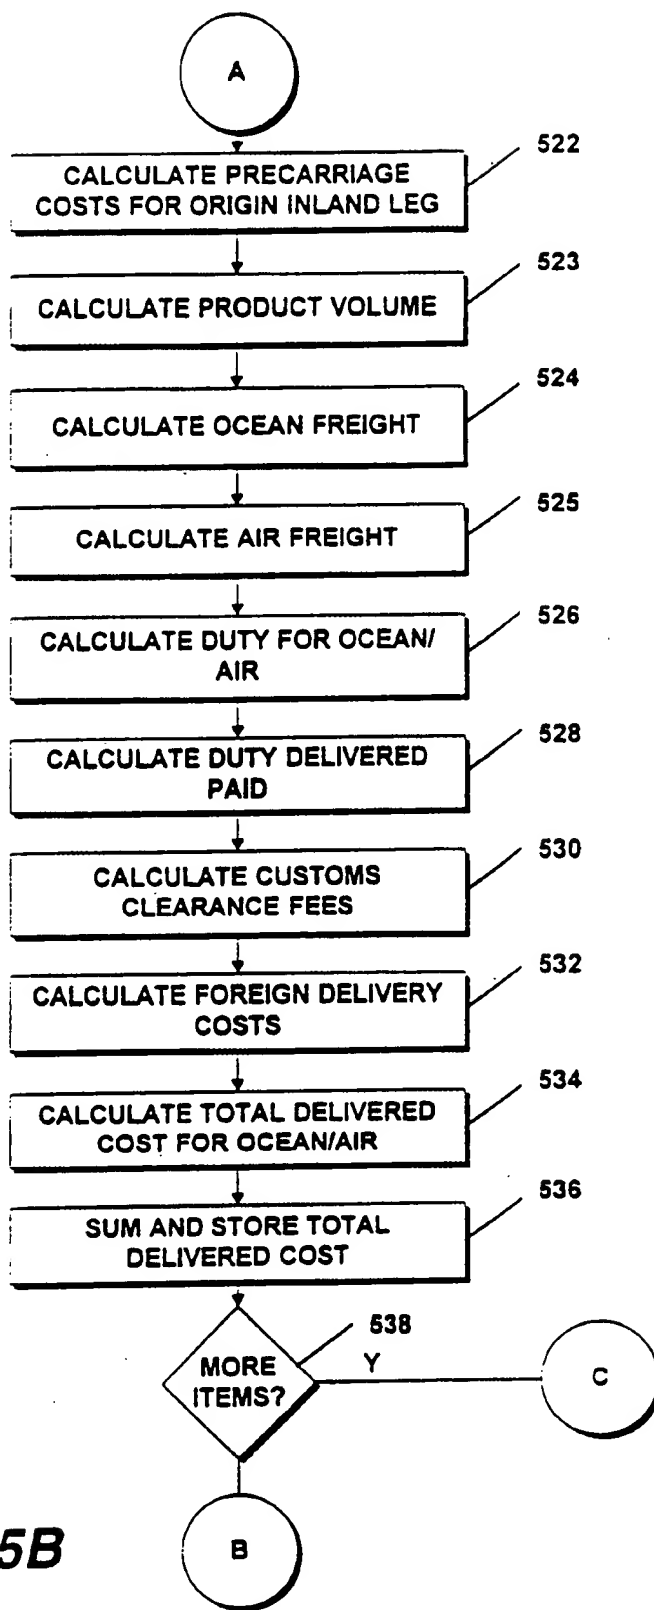 A
522
CALCULATE PRECARRIAGE
COSTS FOR ORIGIN INLAND LEG
523
CALCULATE PRODUCT VOLUME
524
CALCULATE OCEAN FREIGHT
525
CALCULATE AIR FREIGHT
526
CALCULATE DUTY FOR OCEAN/
AIR
528
CALCULATE DUTY DELIVERED
PAID
530
CALCULATE CUSTOMS
CLEARANCE FEES
532
CALCULATE FOREIGN DELIVERY
COSTS
534
CALCULATE TOTAL DELIVERED
COST FOR OCEAN/AIR
536
SUM AND STORE TOTAL
DELIVERED COST
538
MORE
ITEMS?
Y
C
5B
B